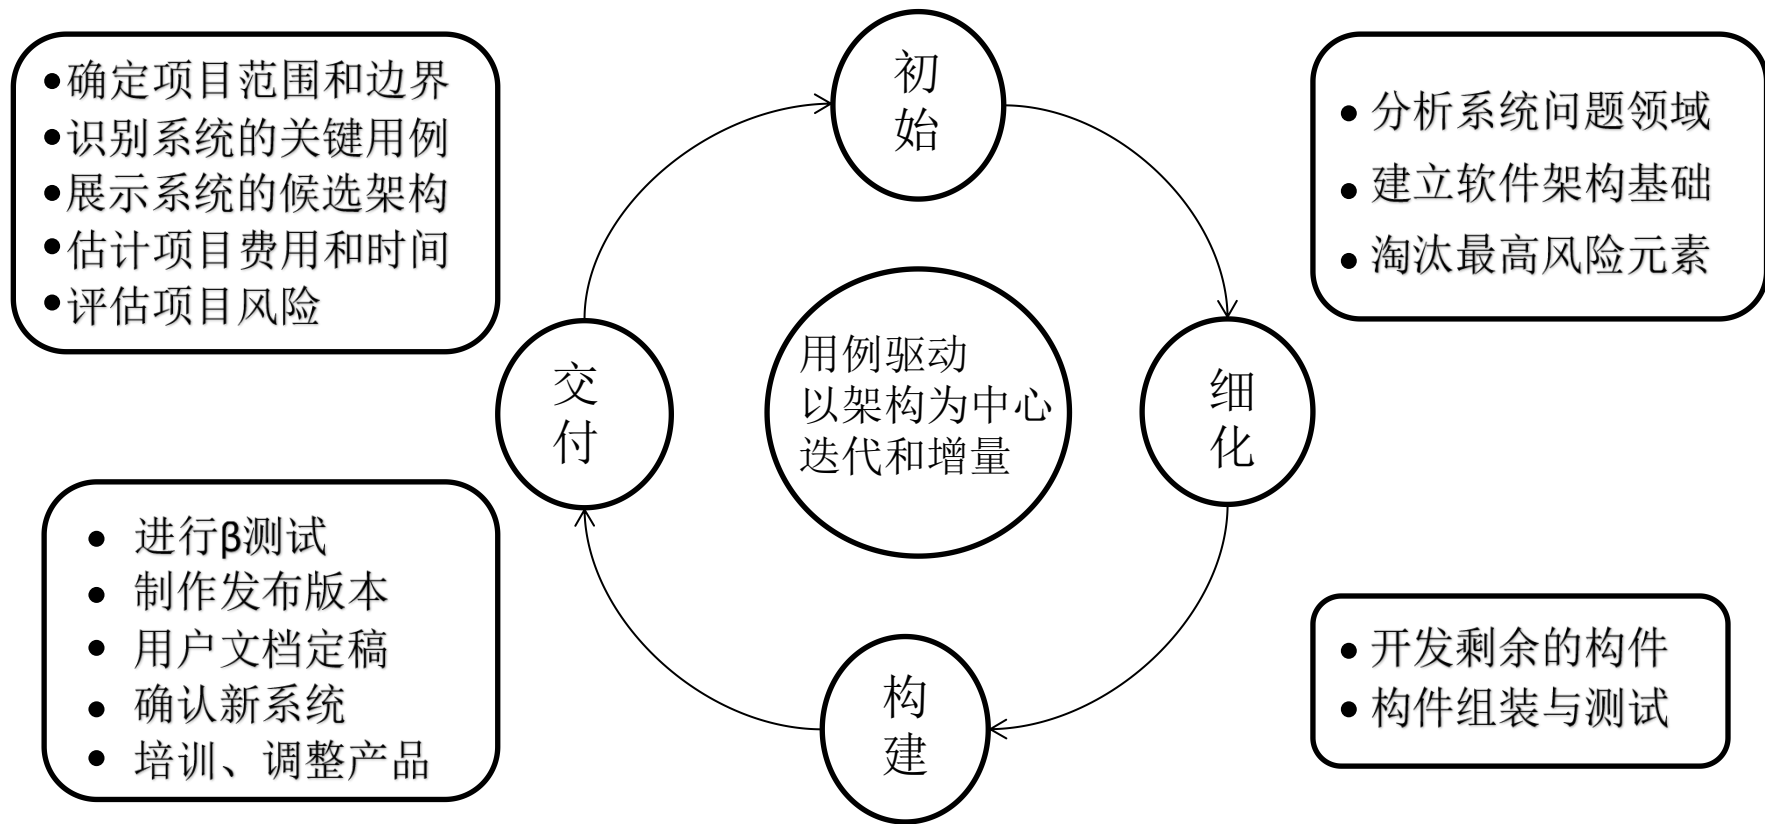 初
始
•确定项目范围和边界
•识别系统的关键用例
•展示系统的候选架构
•估计项目费用和时间
•评估项目风险
• 分析系统问题领域
• 建立软件架构基础
• 淘汰最高风险元素
用例驱动
以架构为中心
迭代和增量
交
付
细
化
• 进行β测试
• 制作发布版本
• 用户文档定稿
• 确认新系统
• 培训、调整产品
• 开发剩余的构件
• 构件组装与测试
构
建